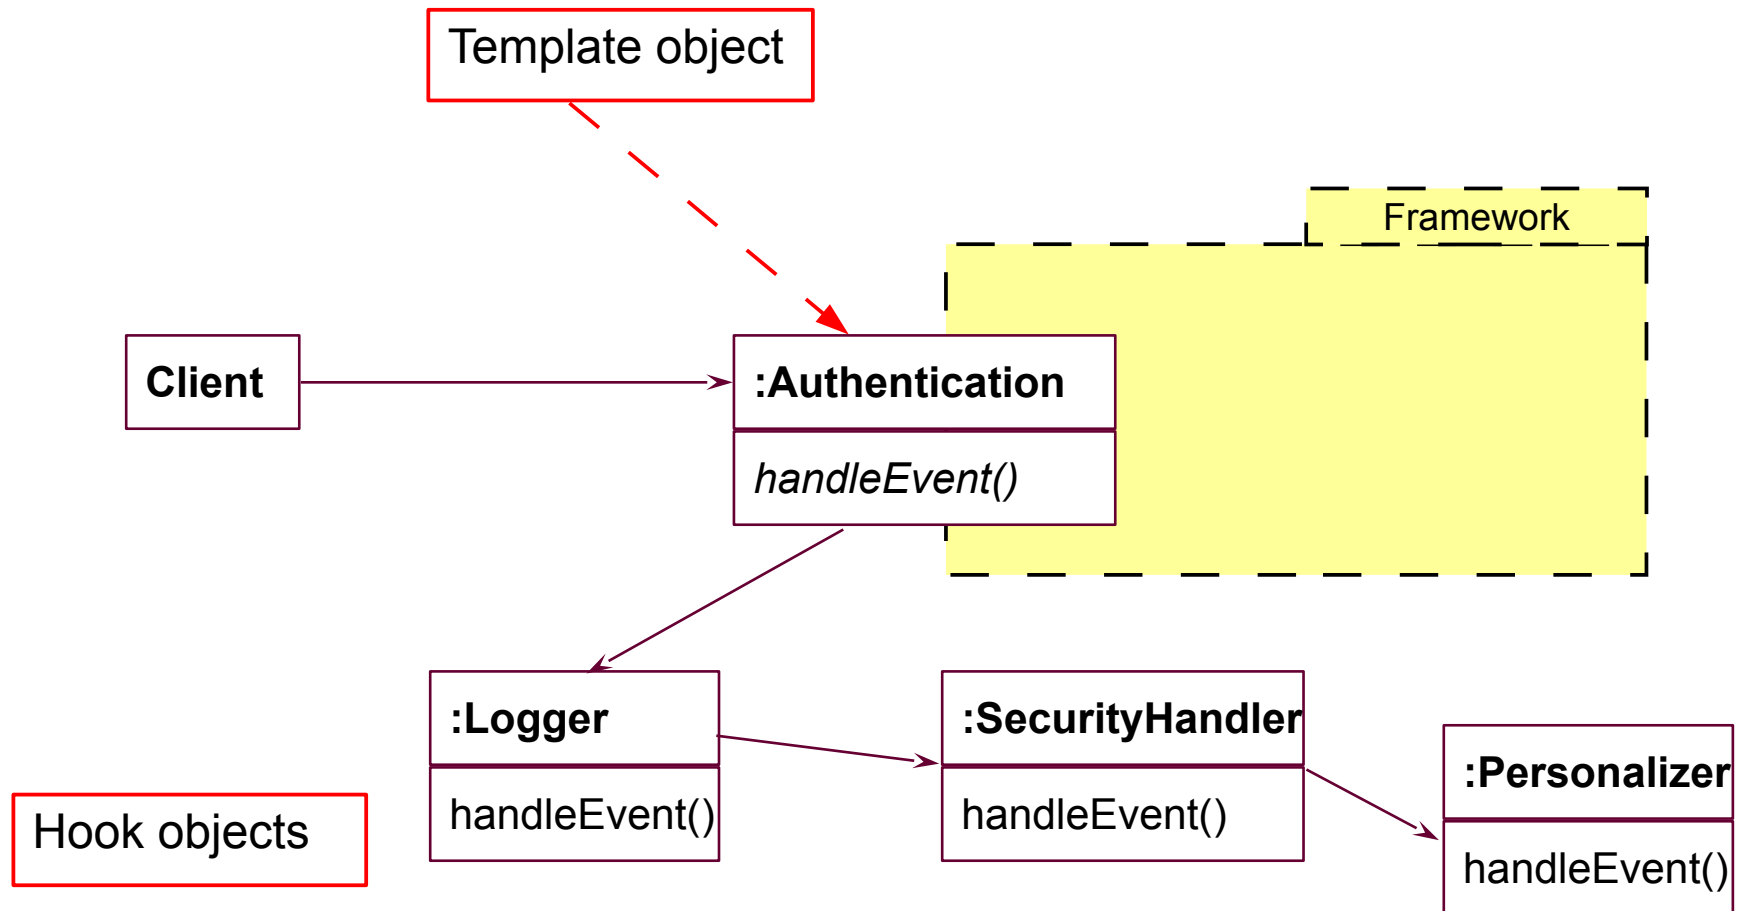 Template object
Framework
Client
:Authentication
handleEvent()
:Logger
handleEvent()
:SecurityHandler
handleEvent()
:Personalizer
handleEvent()
Hook objects